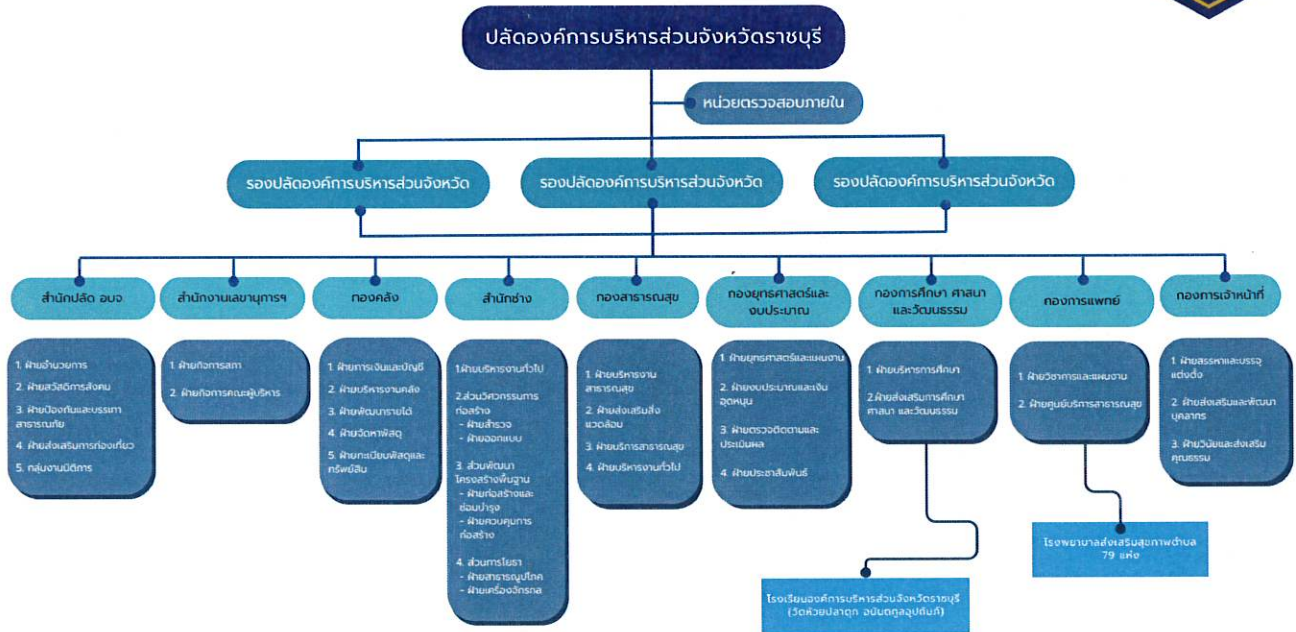 ปลัดองค์การบริหารส่วนจังหวัดราชบุรี
หน่วยตรวจสอบภายใน
รองปลัดองค์การบริหารส่วนจังหวัด
รองปลัดองค์การบริหารส่วนจังหวัด
รองปลัดองค์การบริหารส่วนจังหวัด
สำนักปลัด อบจ.
1. ฝ่ายอำนวยการ
2. ฝ่ายสวัสดิการสังคม
3. ฝ่ายป้องกันและบรรเทา
สาธารณภัย
4. ฝ่ายส่งเสริมการท่องเที่ยว
5. กลุ่มงานนิติการ
สำนักงานเลขานุการฯ
1. ฝ่ายกิจการสภา
2. ฝ่ายกิจการคณะผู้บริหาร
กองคลัง
1. ฝ่ายการเงินและบัญชี
2. ฝ่ายบริหารงานคลัง
3. ฝ่ายพัฒนารายได้
4. ฝ่ายจัดหาพัสดุ
5. ฝ่ายทะเบียนพัสดุและ
ทรัพย์สิน
สำนักช่าง
1.ฝ่ายบริหารงานทั่วไป
2.ส่วนวิศวกรรมการ
ก่อสร้าง
- ฝ่ายสำรวจ
- ฝ่ายออกแบบ
3. ส่วนพัฒนา
โครงสร้างพื้นฐาน
- ฝ่ายก่อสร้างและ
ซ่อมบำรุง
- ฝ่ายควบคุมการ
ก่อสร้าง
4. ส่วนการโยธา
- ฝ่ายสาธารณูปโภค
- ฝ่ายเครื่องจักรกล
กองสาธารณสุข
1. ฝ่ายบริหารงาน
สาธารณสุข
2. ฝ่ายส่งเสริมสิ่ง
แวดล้อม
3. ฝ่ายบริการสาธารณสุข
4. ฝ่ายบริหารงานทั่วไป
กองยุทธศาสตร์และ
งบประมาณ
1. ฝ่ายยุทธศาสตร์และแผนงาน
2. ฝ่ายงบประมาณและเงิน
อุดหนุน
3. ฝ่ายตรวจติดตามและ
ประเมินผล
4. ฝ่ายประชาสัมพันธ์
กองการศึกษา ศาสนา
และวัฒนธรรม
1. ฝ่ายบริหารการศึกษา
2.ฝ่ายส่งเสริมการศึกษา
ศาสนา และวัฒนธรรม
โรงเรียนองค์การบริหารส่วนจังหวัดราชบุรี
(วัดห้วยปลาดุก อนันตกูลอุปถัมภ์)
กองการแพทย์
1. ฝ่ายวิชาการและแผนงาน
2. ฝ่ายศูนย์บริการสาธารณสุข
โรงพยาบาลส่งเสริมสุขภาพตำบล
79 แห่ง
กองการเจ้าหน้าที่
1. ฝ่ายสรรหาและบรรจุ
แต่งตั้ง
2. ฝ่ายส่งเสริมและพัฒนา
บุคลากร
3. ฝ่ายวินัยและส่งเสริม
คุณธรรม